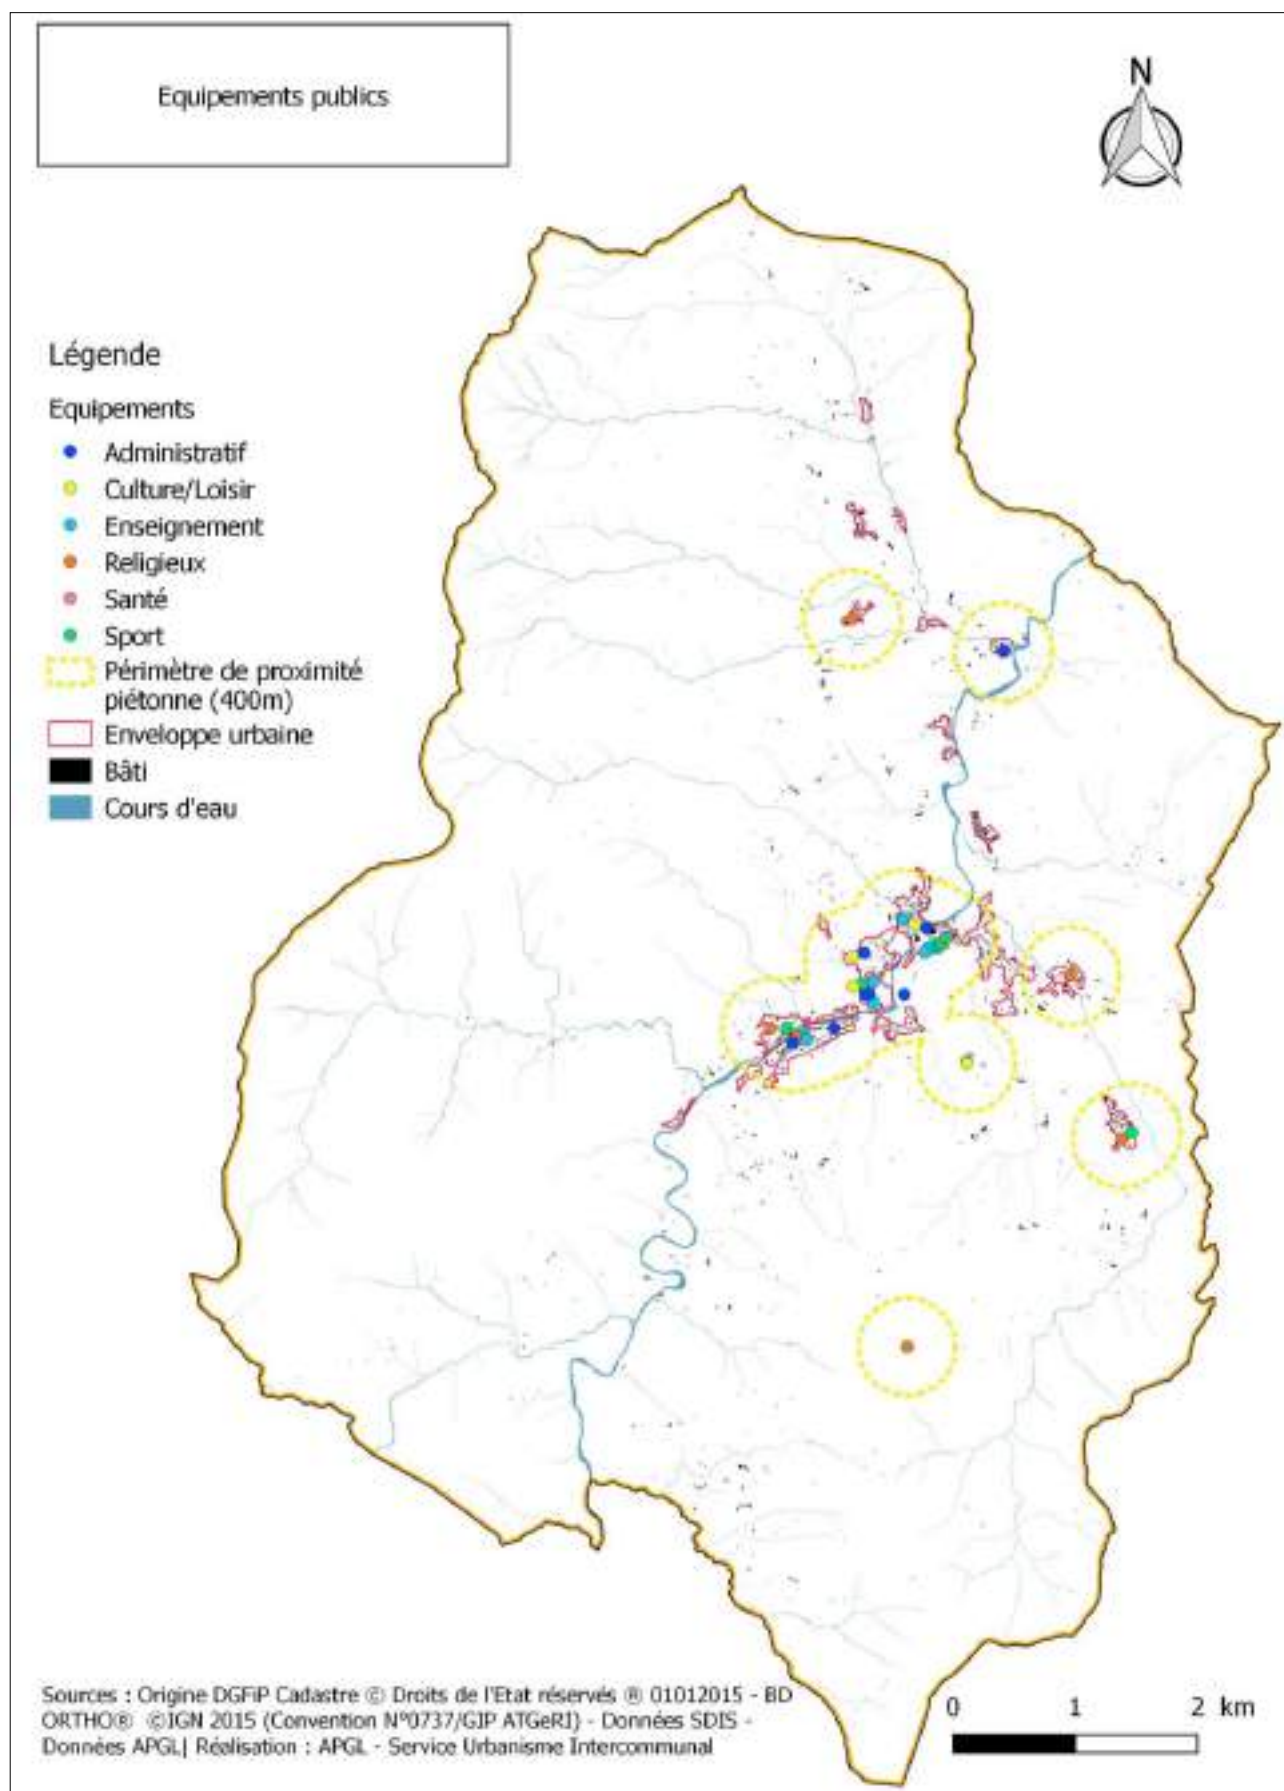 Equipements publics
N
Légende
Equipements
Administratif
Culture/Loisir
Enseignement
Religieux
Santé
Sport
Périmètre de proximité
piétonne (400m)
Enveloppe urbaine
Bâti
Cours d'eau
Sources : Origine DGFiP Cadastre © Droits de l'Etat réservés ® 01012015 - BD
ORTHO® ©IGN 2015 (Convention N°0737/GIP ATGeRI) - Données SDIS -
Données APGL| Réalisation : APGL - Service Urbanisme Intercommunal
0 1 2 km